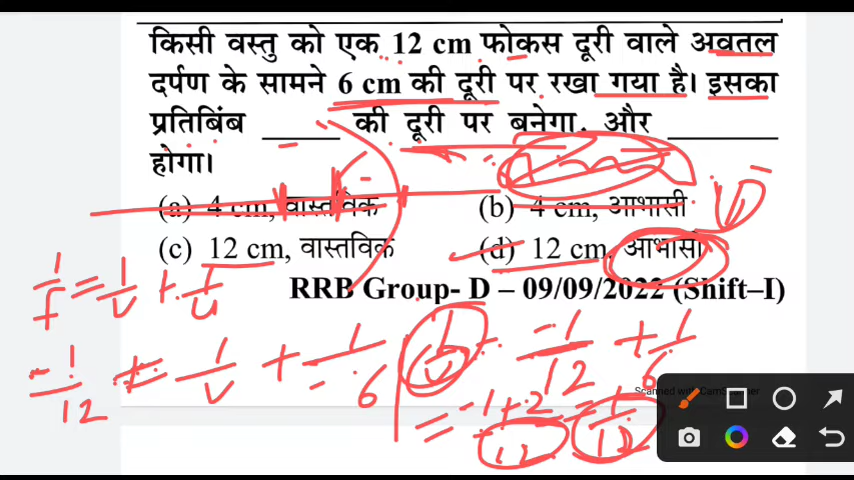 किसी वस्तु को एक 12 cm फोकस दूरी वाले अवतल
दर्पण के सामने 6 cm की दूरी पर रखा गया है। इसका
प्रतिबिंब ______ की दूरी पर बनेगा, और ______
होगा।
(a) 4 cm, वास्तविक (b) 4 cm, आभासी
(c) 12 cm, वास्तविक (d) 12 cm, आभासी
RRB Group- D – 09/09/2022 (Shift–I)
1/f = 1/v + 1/u
-1/12 = 1/v + 1/-6
1/v = -1/12 + 1/6
= -1+2/12 = 1/12
Scanned with CamScanner